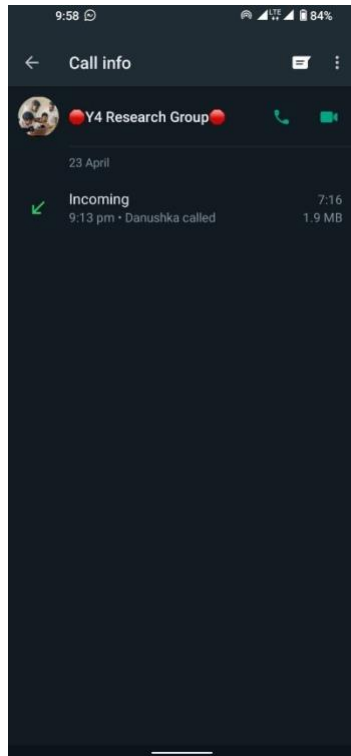 9:58 LTE 84%
Call info
🔴Y4 Research Group🔴
23 April
Incoming 7:16
9:13 pm • Danushka called 1.9 MB